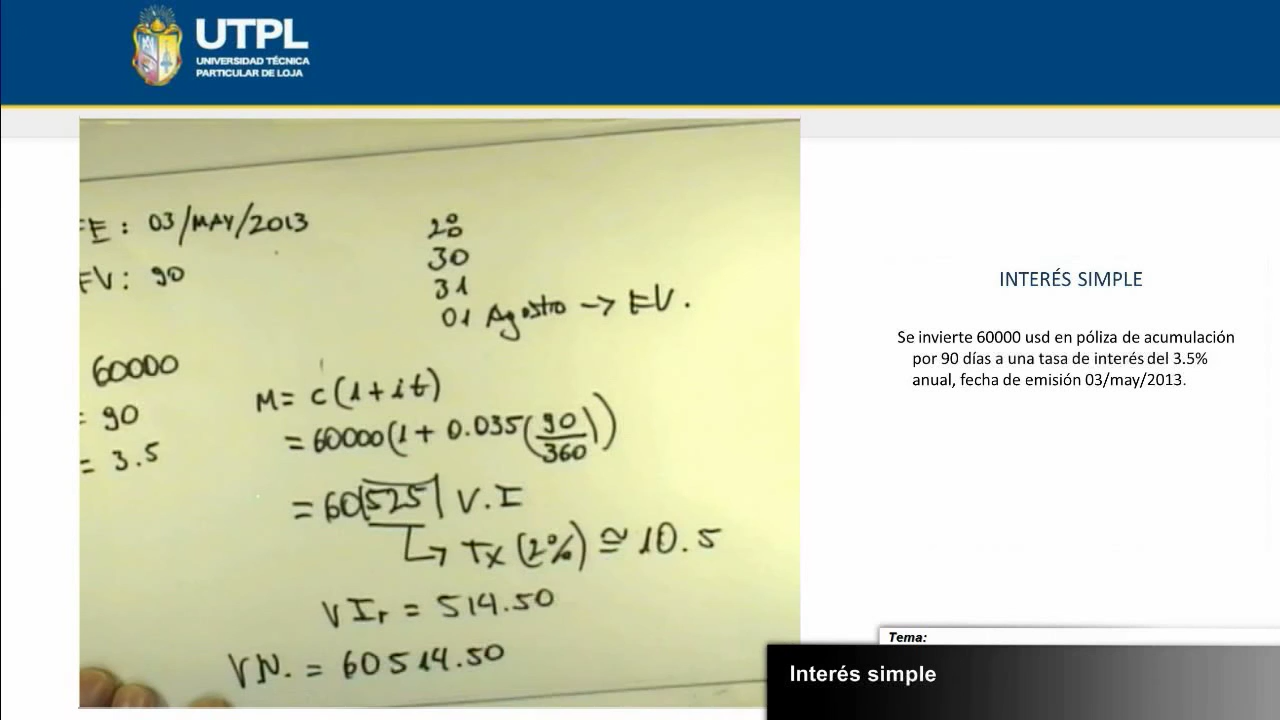 UTPL
UNIVERSIDAD TÉCNICA
PARTICULAR DE LOJA
FE : 03/MAY/2013
FV : 90
28
30
31
01 Agosto → FV.
60000
= 90
= 3.5
M = c(1+it)
= 60000(1 + 0.035(90/360))
= 60525 V.I
↳ Tx (2%) ≅ 10.5
VIr = 514.50
VN. = 60514.50
INTERÉS SIMPLE
Se invierte 60000 usd en póliza de acumulación
por 90 días a una tasa de interés del 3.5%
anual, fecha de emisión 03/may/2013.
Tema:
Interés simple